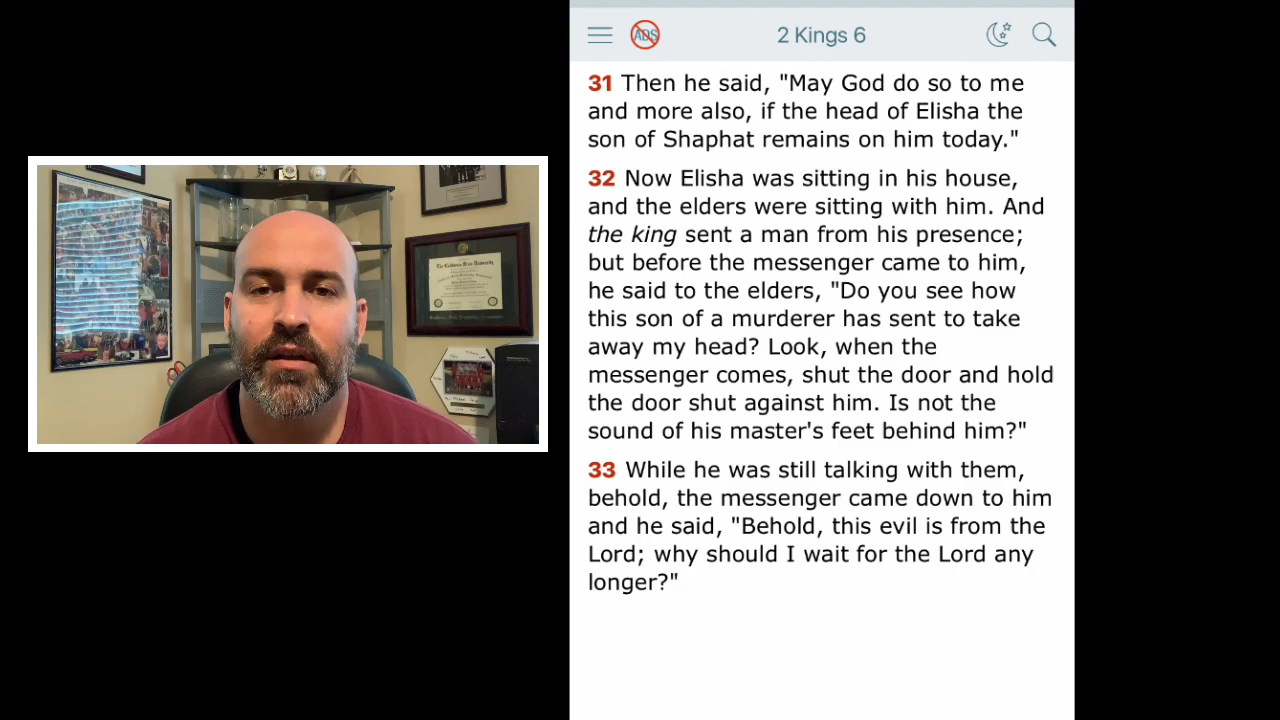 ADS
2 Kings 6
31 Then he said, "May God do so to me
and more also, if the head of Elisha the
son of Shaphat remains on him today."
32 Now Elisha was sitting in his house,
and the elders were sitting with him. And
the king sent a man from his presence;
but before the messenger came to him,
he said to the elders, "Do you see how
this son of a murderer has sent to take
away my head? Look, when the
messenger comes, shut the door and hold
the door shut against him. Is not the
sound of his master's feet behind him?"
33 While he was still talking with them,
behold, the messenger came down to him
and he said, "Behold, this evil is from the
Lord; why should I wait for the Lord any
longer?"